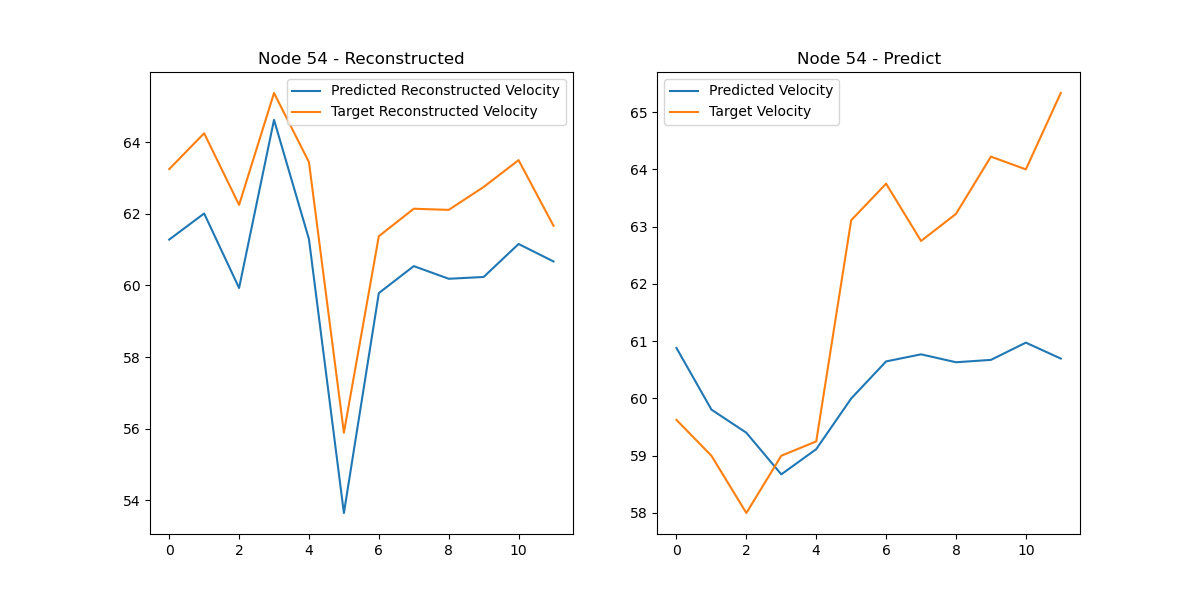 Node 54 - Reconstructed
Predicted Reconstructed Velocity
Target Reconstructed Velocity
64
62
60
58
56
54
0 2 4 6 8 10
Node 54 - Predict
Predicted Velocity
Target Velocity
65
64
63
62
61
60
59
58
0 2 4 6 8 10